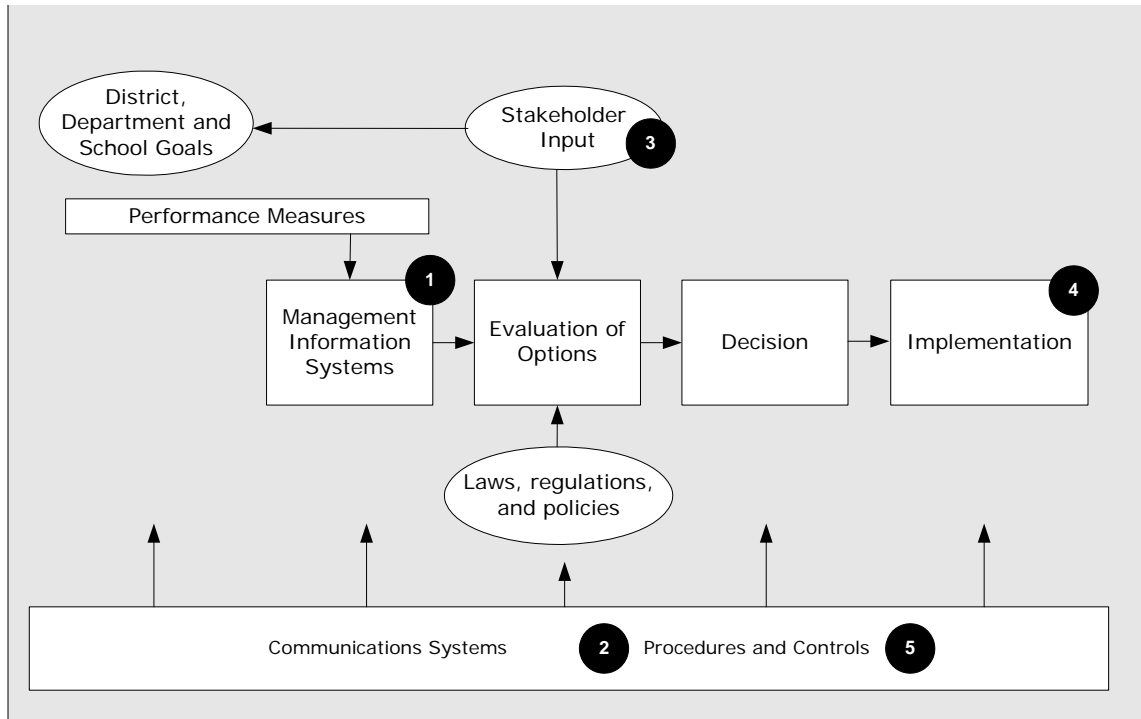 District,
Department and
School Goals
Stakeholder
Input
3
Performance Measures
1
Management
Information
Systems
Evaluation of
Options
Decision
4
Implementation
Laws, regulations,
and policies
Communications Systems 2 Procedures and Controls 5